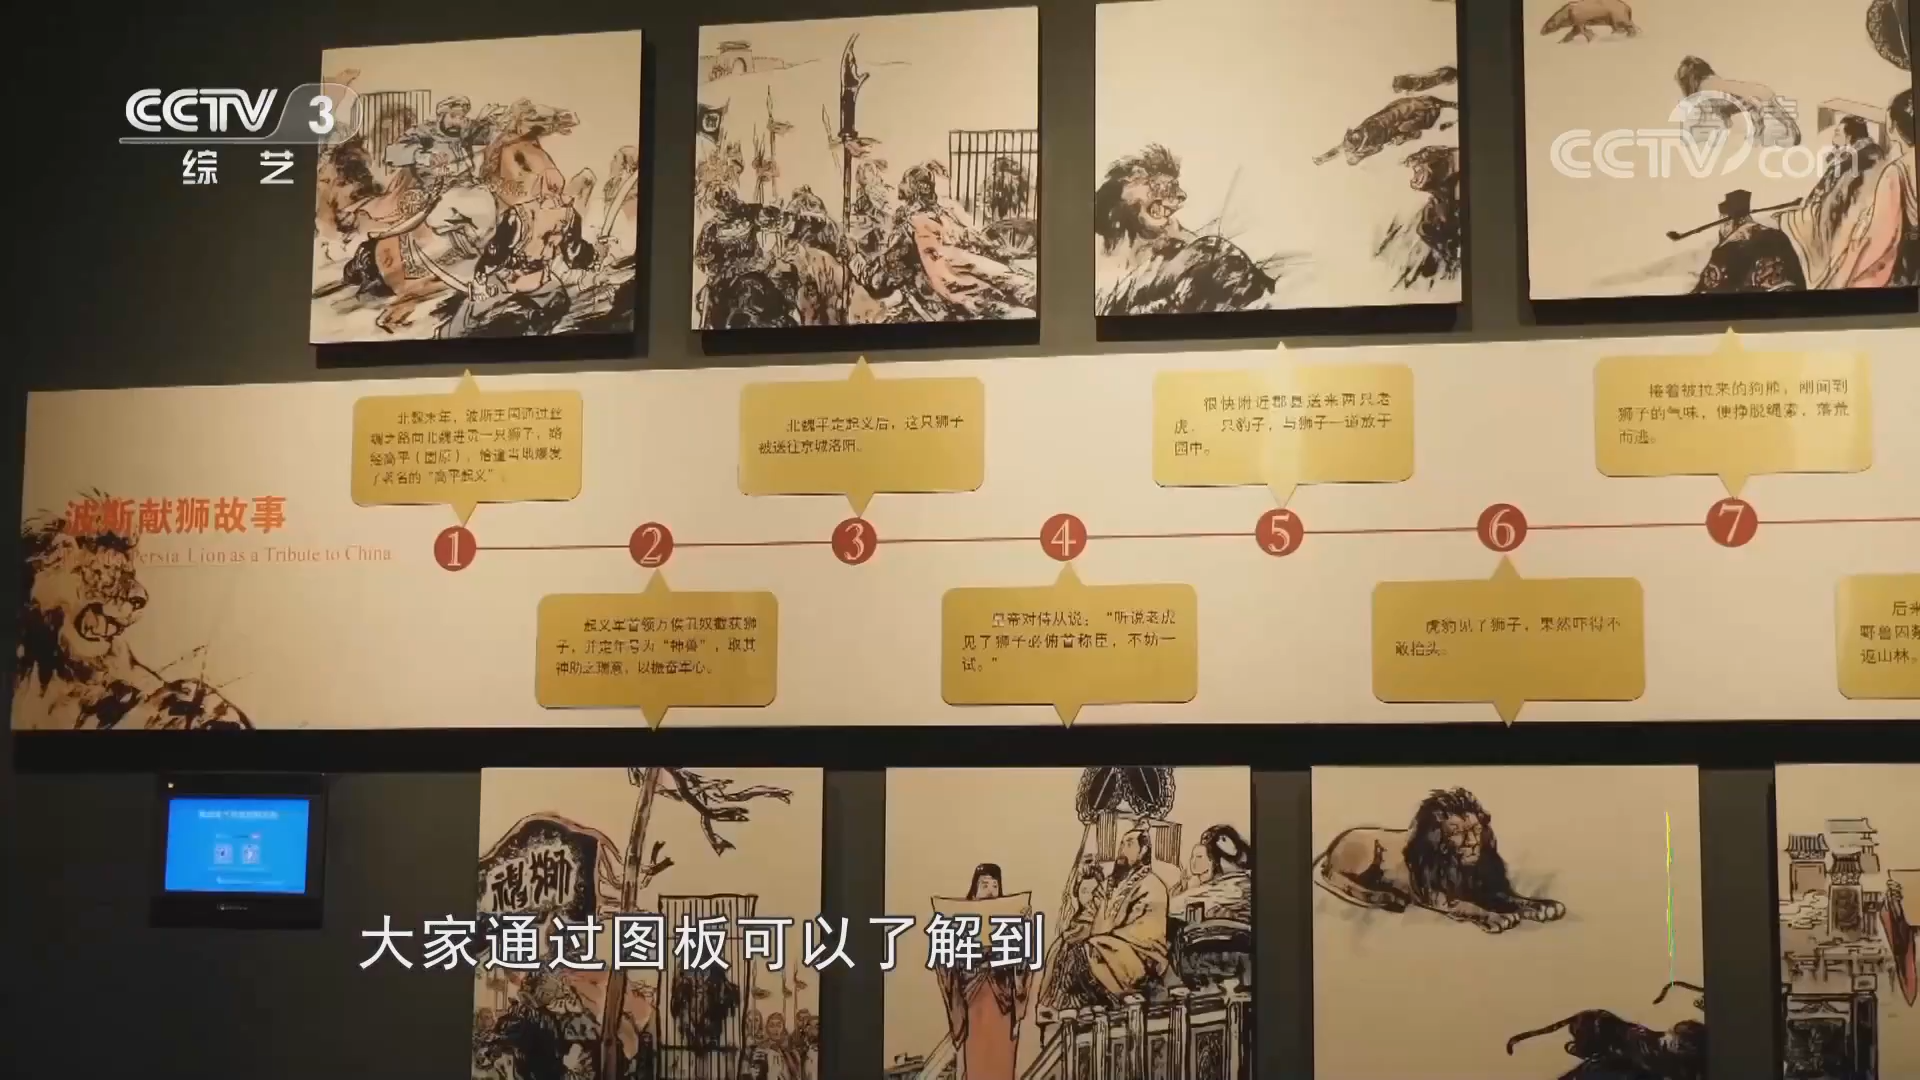 CCTV 3
综艺
CCTV.com
北魏末年，波斯王国通过丝
绸之路向北魏进贡一只狮子，路
经高平（固原），恰逢当地爆发
了著名的“高平起义”。
北魏平定起义后，这只狮子
被送往京城洛阳。
很快附近郡县送来两只老
虎，一只豹子，与狮子一道放于
园中。
接着被拉来的狗熊，刚闻到
狮子的气味，便挣脱绳索，落荒
而逃。
波斯献狮故事
Persia Lion as a Tribute to China
1
2
3
4
5
6
7
起义军首领万俟丑奴截获狮
子，并定年号为“神兽”，取其
神助之瑞意，以振奋军心。
皇帝对侍从说：“听说老虎
见了狮子必俯首称臣，不妨一
试。”
虎豹见了狮子，果然吓得不
敢抬头。
后来
野兽囚
返山林。
大家通过图板可以了解到